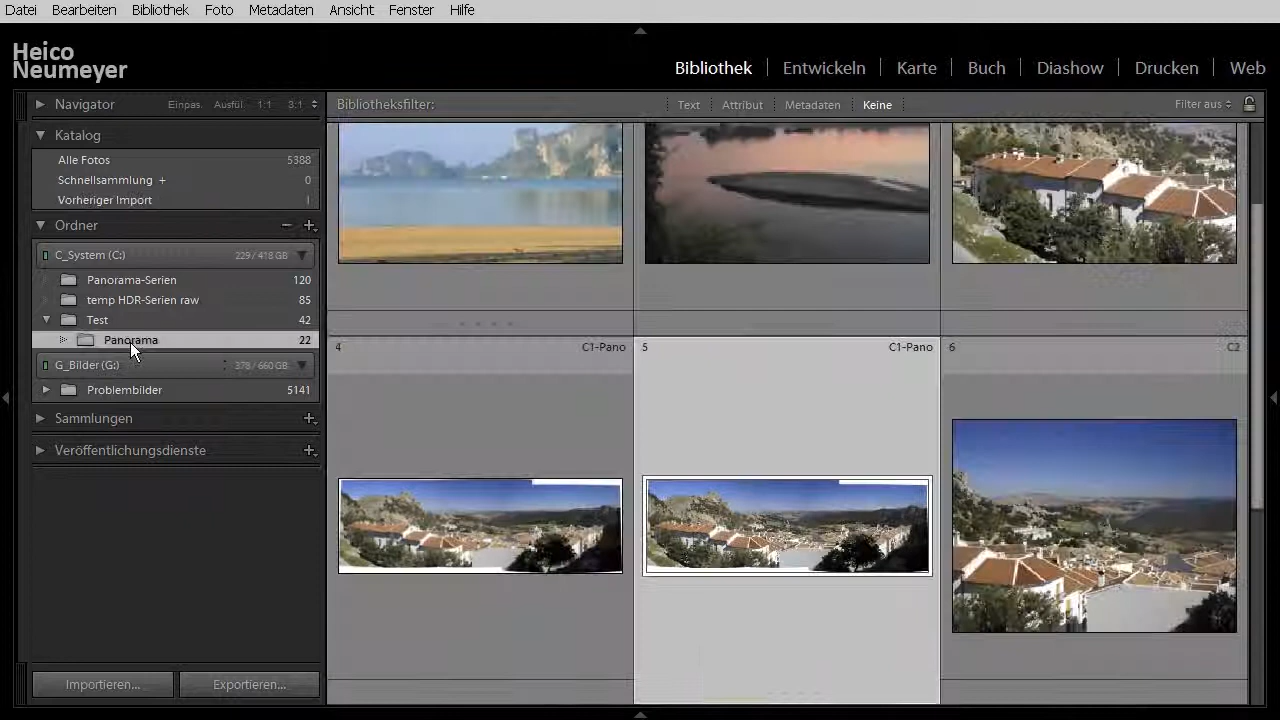 Datei Bearbeiten Bibliothek Foto Metadaten Ansicht Fenster Hilfe
Heico
Neumeyer
Bibliothek Entwickeln Karte Buch Diashow Drucken Web
Navigator Einpas. Ausfül 1:1 3:1
Bibliotheksfilter: Text Attribut Metadaten Keine Filter aus
Katalog
Alle Fotos 5388
Schnellsammlung + 0
Vorheriger Import 1
Ordner
C_System (C:) 229 / 418 GB
Panorama-Serien 120
temp HDR-Serien raw 85
Test 42
Panorama 22
G_Bilder (G:) 378 / 660 GB
Problembilder 5141
Sammlungen
Veröffentlichungsdienste
4 C1-Pano 5 C1-Pano 6 C2
Importieren... Exportieren...